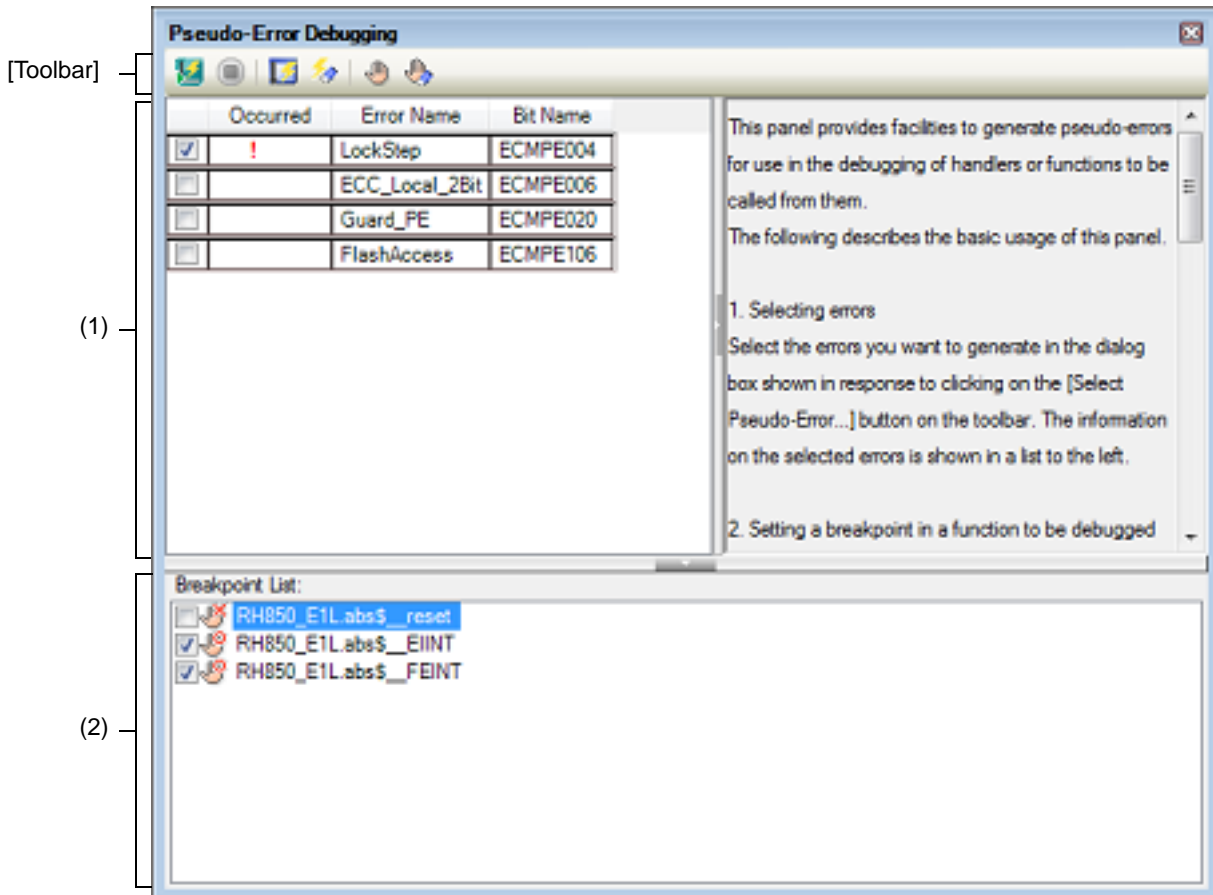 Pseudo-Error Debugging
[Toolbar]
Occurred Error Name Bit Name
! LockStep ECMPE004
ECC_Local_2Bit ECMPE006
Guard_PE ECMPE020
FlashAccess ECMPE106
(1)
This panel provides facilities to generate pseudo-errors
for use in the debugging of handlers or functions to be
called from them.
The following describes the basic usage of this panel.
1. Selecting errors
Select the errors you want to generate in the dialog
box shown in response to clicking on the [Select
Pseudo-Error...] button on the toolbar. The information
on the selected errors is shown in a list to the left.
2. Setting a breakpoint in a function to be debugged
Breakpoint List:
RH850_E1L.abs$__reset
RH850_E1L.abs$__EIINT
RH850_E1L.abs$__FEINT
(2)